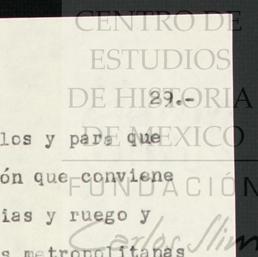 CENTRO DE
ESTUDIOS
DE HISTORIA
DE MEXICO
FUNDACIÓN
Carlos Slim
29.-
los y para que
ón que conviene
ias y ruego y
s metropolitanas